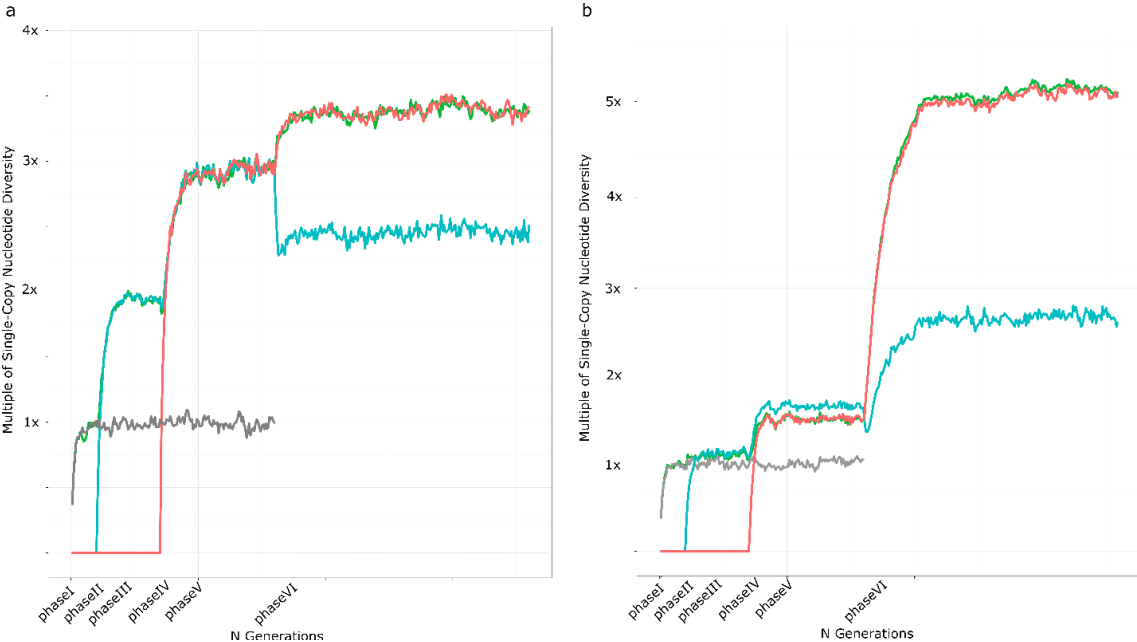 a
Multiple of Single-Copy Nucleotide Diversity
4x
3x
2x
1x
phaseI
phaseII
phaseIII
phaseIV
phaseV
phaseVI
N Generations
b
Multiple of Single-Copy Nucleotide Diversity
5x
4x
3x
2x
1x
phaseI
phaseII
phaseIII
phaseIV
phaseV
phaseVI
N Generations